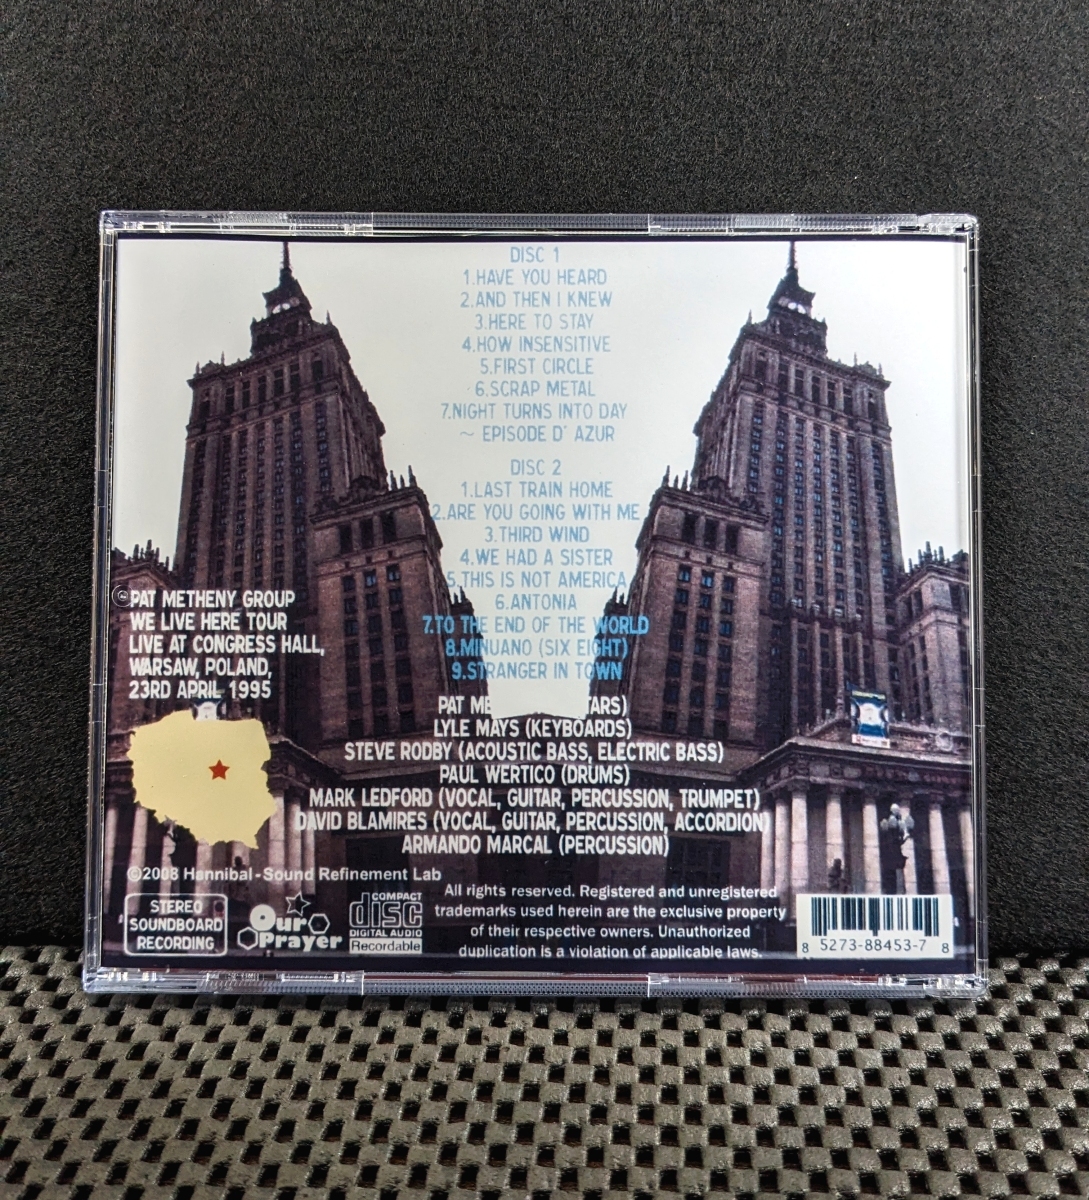 DISC 1
1.HAVE YOU HEARD
2.AND THEN I KNEW
3.HERE TO STAY
4.HOW INSENSITIVE
5.FIRST CIRCLE
6.SCRAP METAL
7.NIGHT TURNS INTO DAY
~ EPISODE D' AZUR
DISC 2
1.LAST TRAIN HOME
2.ARE YOU GOING WITH ME
3.THIRD WIND
4.WE HAD A SISTER
5.THIS IS NOT AMERICA
6.ANTONIA
7.TO THE END OF THE WORLD
8.MINUANO (SIX EIGHT)
9.STRANGER IN TOWN
PAT METHENY GROUP
WE LIVE HERE TOUR
LIVE AT CONGRESS HALL,
WARSAW, POLAND,
23RD APRIL 1995
PAT
LYLE MAYS (KEYBOARDS)
STEVE RODBY (ACOUSTIC BASS, ELECTRIC BASS)
PAUL WERTICO (DRUMS)
MARK LEDFORD (VOCAL, GUITAR, PERCUSSION, TRUMPET)
DAVID BLAMIRES (VOCAL, GUITAR, PERCUSSION, ACCORDION)
ARMANDO MARCAL (PERCUSSION)
©2008 Hannibal-Sound Refinement Lab
STEREO
SOUNDBOARD
RECORDING
Our
Prayer
COMPACT
disc
DIGITAL AUDIO
Recordable
All rights reserved. Registered and unregistered
trademarks used herein are the exclusive property
of their respective owners. Unauthorized
duplication is a violation of applicable laws.
8 5273-88453-7 8